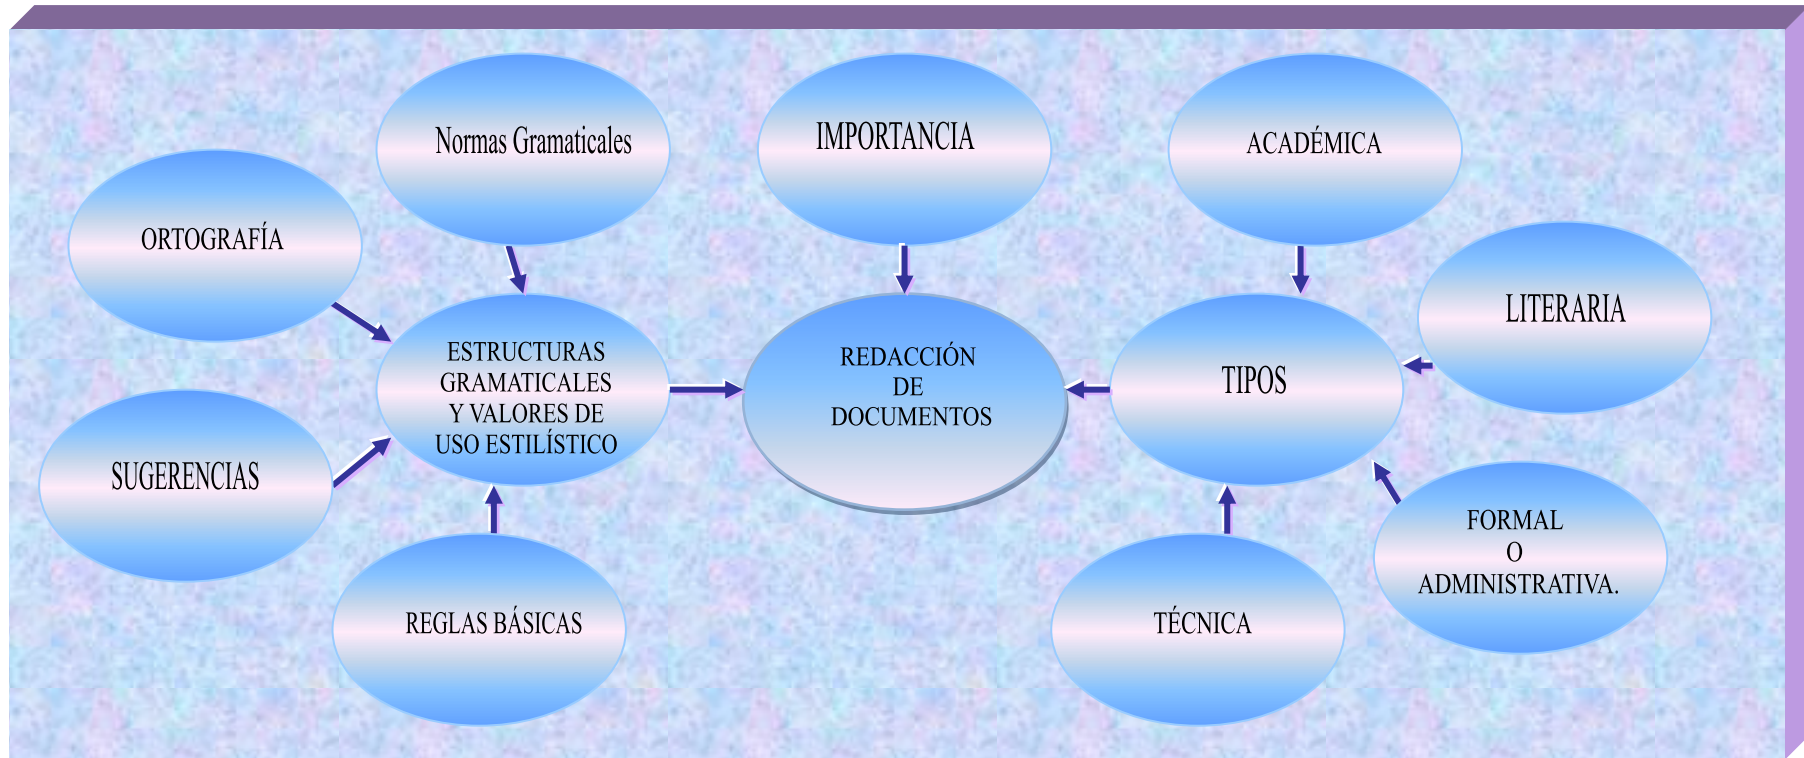 Normas Gramaticales
IMPORTANCIA
ACADÉMICA
ORTOGRAFÍA
LITERARIA
ESTRUCTURAS
GRAMATICALES
Y VALORES DE
USO ESTILÍSTICO
REDACCIÓN
DE
DOCUMENTOS
TIPOS
SUGERENCIAS
FORMAL
O
ADMINISTRATIVA.
REGLAS BÁSICAS
TÉCNICA